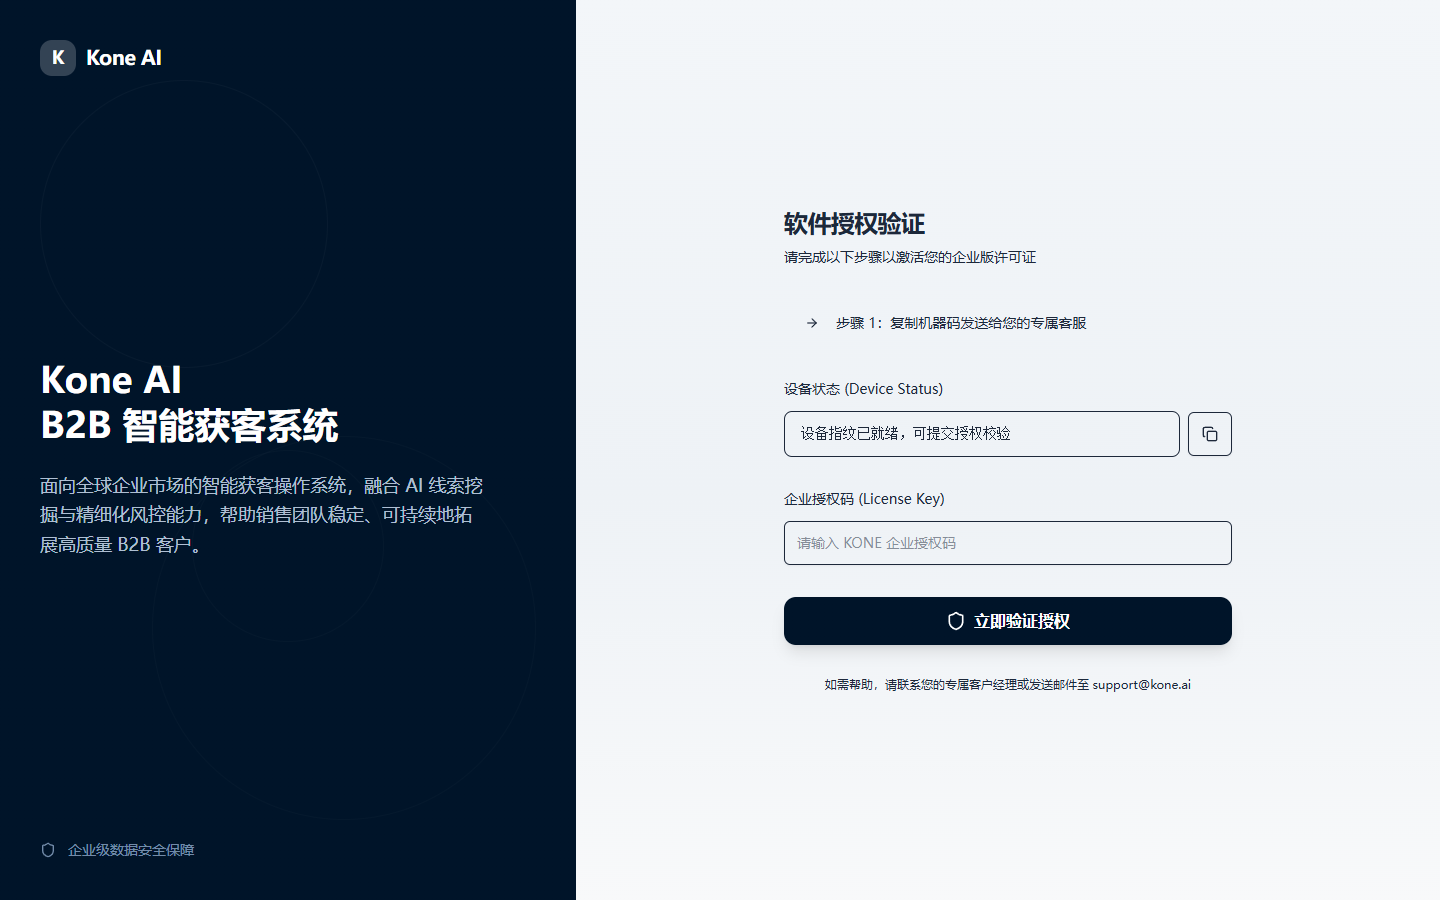 K
Kone AI
Kone AI
B2B 智能获客系统
面向全球企业市场的智能获客操作系统，融合 AI 线索挖
掘与精细化风控能力，帮助销售团队稳定、可持续地拓
展高质量 B2B 客户。
企业级数据安全保障
软件授权验证
请完成以下步骤以激活您的企业版许可证
步骤 1：复制机器码发送给您的专属客服
设备状态 (Device Status)
设备指纹已就绪，可提交授权校验
企业授权码 (License Key)
请输入 KONE 企业授权码
立即验证授权
如需帮助，请联系您的专属客户经理或发送邮件至 support@kone.ai